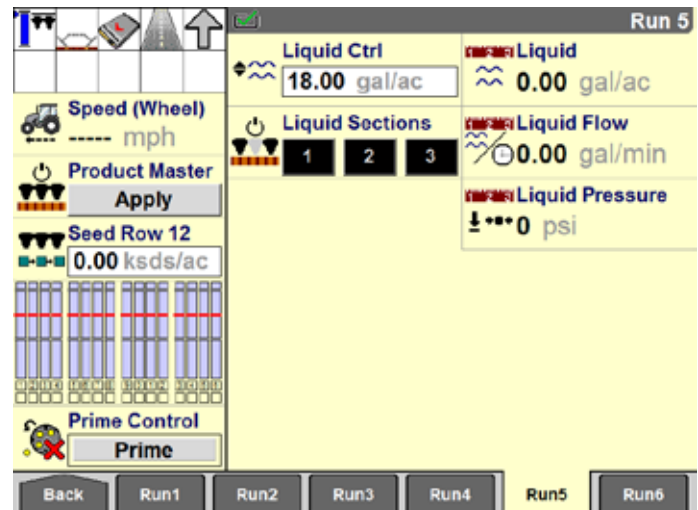 Run 5
Speed (Wheel)
----- mph
Product Master
Apply
Seed Row 12
0.00 ksds/ac
Prime Control
Prime
Liquid Ctrl
18.00 gal/ac
Liquid Sections
1 2 3
Liquid
0.00 gal/ac
Liquid Flow
0.00 gal/min
Liquid Pressure
0 psi
Back Run1 Run2 Run3 Run4 Run5 Run6